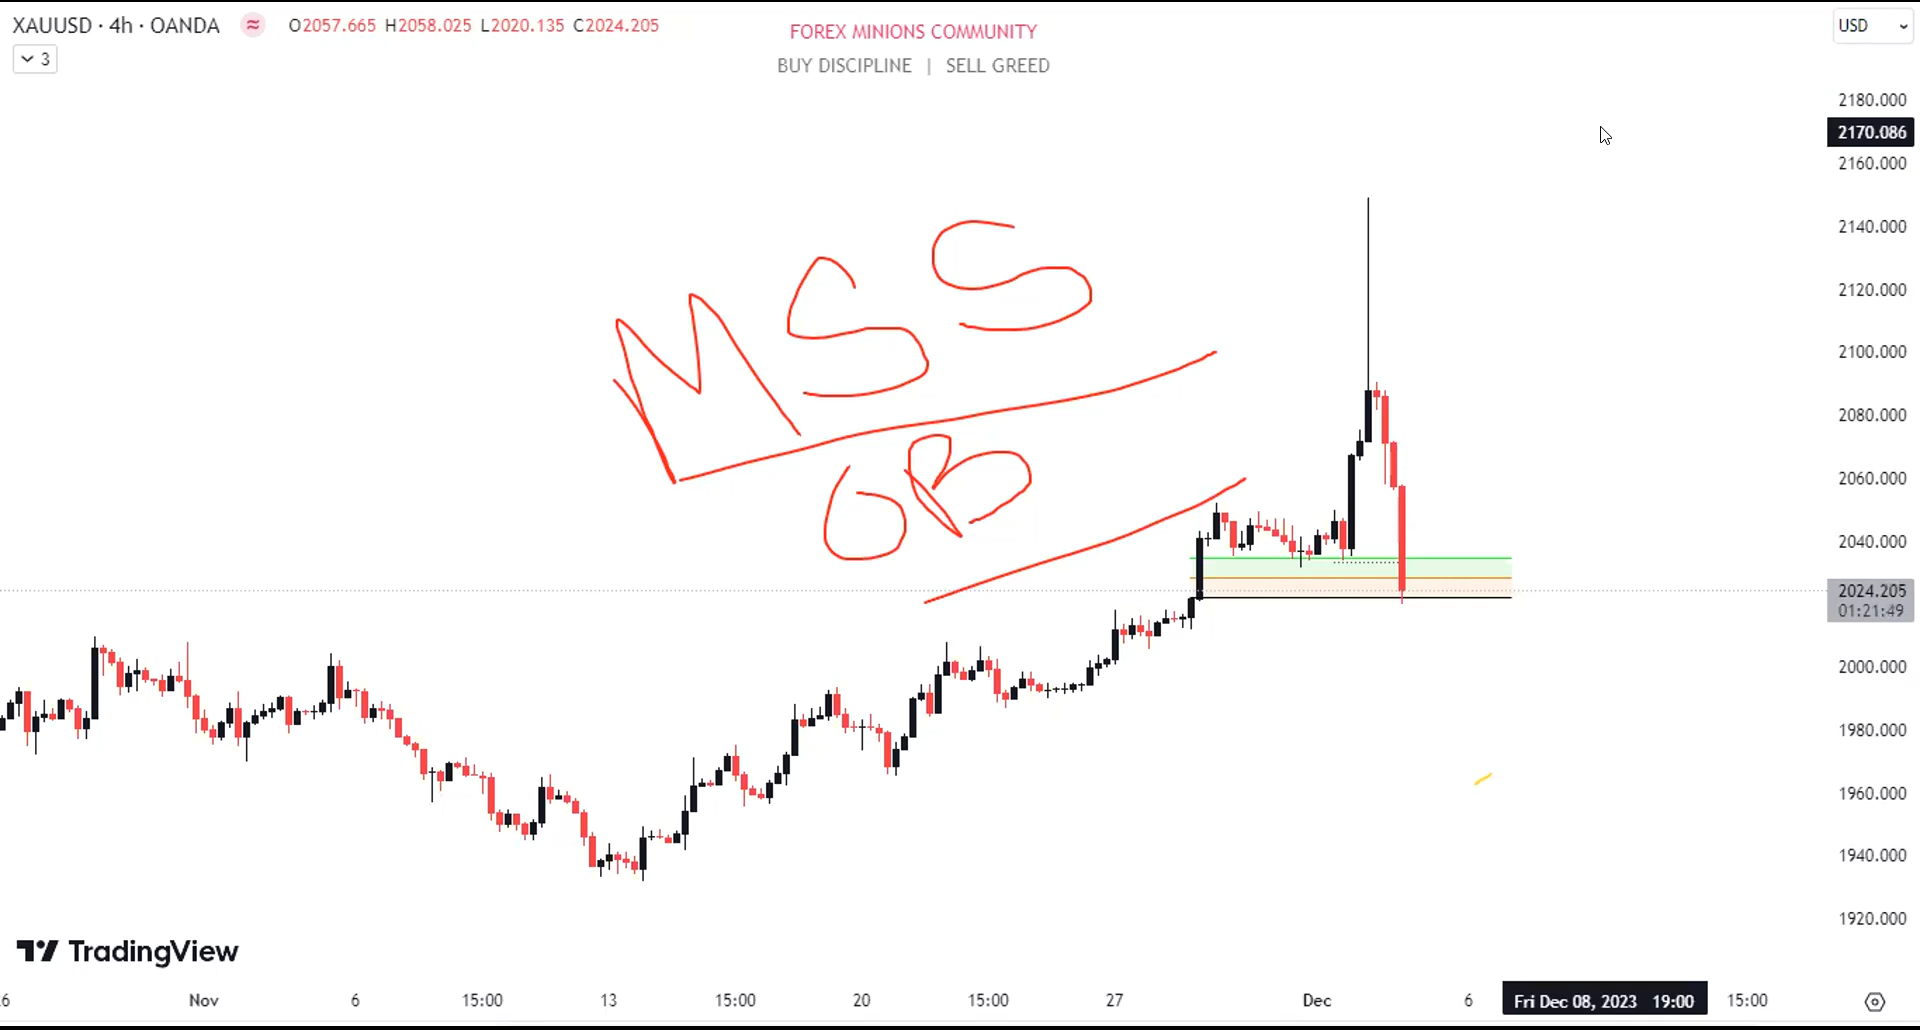 XAUUSD · 4h · OANDA ≈ O2057.665 H2058.025 L2020.135 C2024.205
3
FOREX MINIONS COMMUNITY
BUY DISCIPLINE | SELL GREED
USD
2180.000
2170.086
2160.000
2140.000
2120.000
2100.000
2080.000
2060.000
2040.000
2024.205
01:21:49
2000.000
1980.000
1960.000
1940.000
1920.000
MSS
OB
TradingView
6 Nov 6 15:00 13 15:00 20 15:00 27 Dec 6 Fri Dec 08, 2023 19:00 15:00